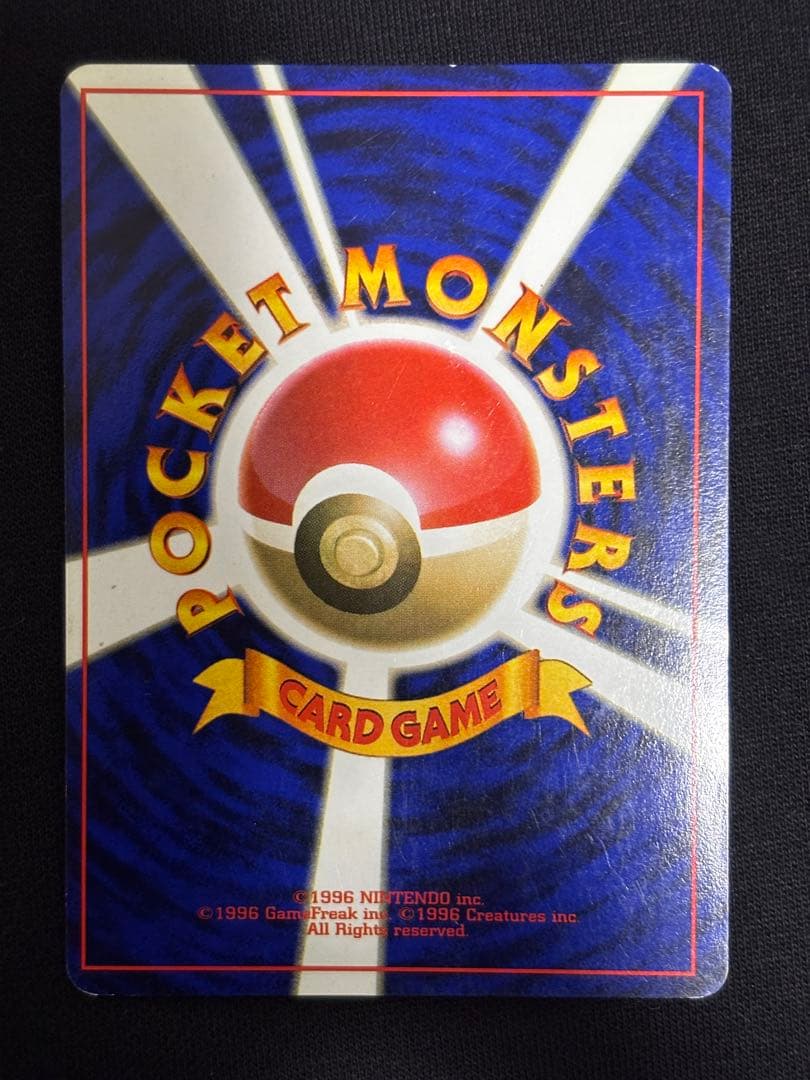 POCKET MONSTERS
CARD GAME
©1996 NINTENDO inc.
©1996 GameFreak inc. ©1996 Creatures inc.
All Rights reserved.